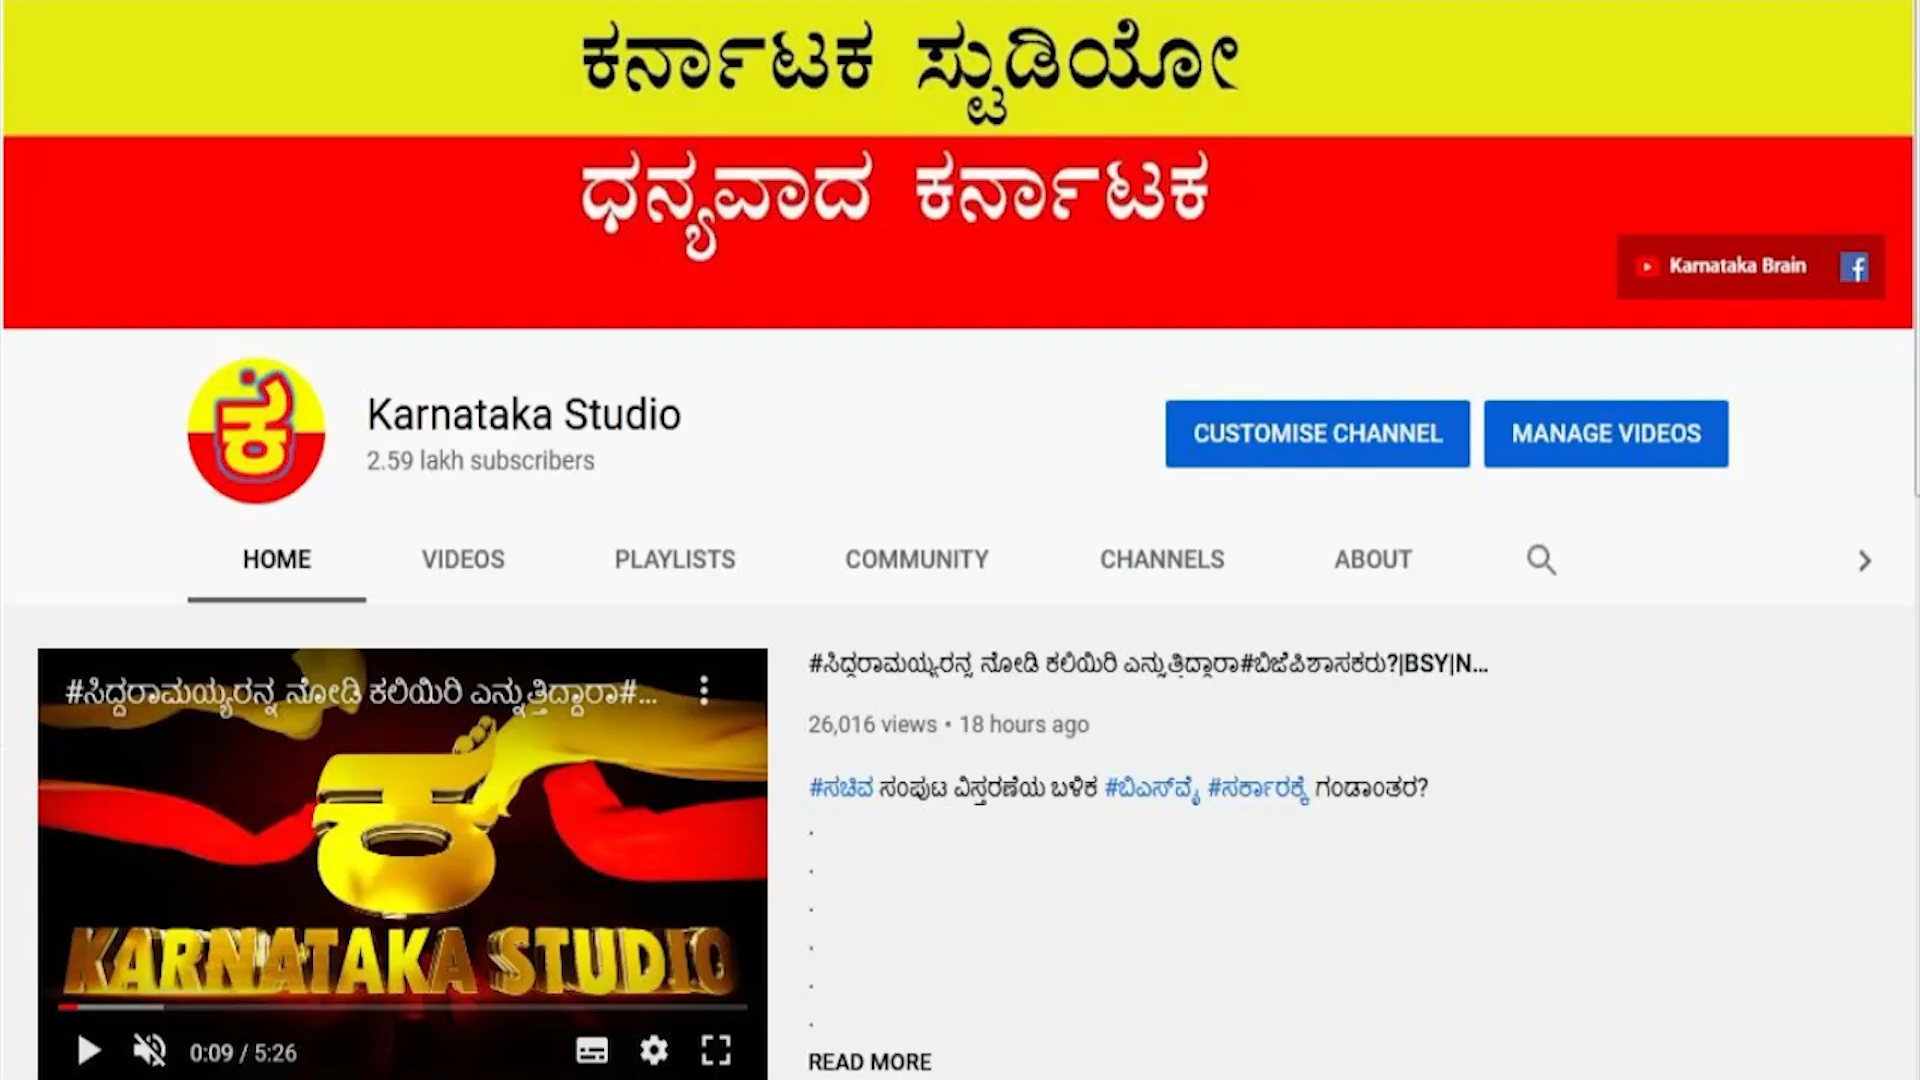 ಕರ್ನಾಟಕ ಸ್ಟುಡಿಯೋ
ಧನ್ಯವಾದ ಕರ್ನಾಟಕ
Karnataka Brain
ಕ
Karnataka Studio
2.59 lakh subscribers
CUSTOMISE CHANNEL
MANAGE VIDEOS
HOME VIDEOS PLAYLISTS COMMUNITY CHANNELS ABOUT
#ಸಿದ್ದರಾಮಯ್ಯರನ್ನ ನೋಡಿ ಕಲಿಯಿರಿ ಎನ್ನುತ್ತಿದ್ದಾರಾ#...
ಕ
KARNATAKA STUDIO
0:09 / 5:26
#ಸಿದ್ದರಾಮಯ್ಯರನ್ನ ನೋಡಿ ಕಲಿಯಿರಿ ಎನ್ನುತ್ತಿದ್ದಾರಾ#ಬಿಜೆಪಿಶಾಸಕರು?|BSY|N...
26,016 views • 18 hours ago
#ಸಚಿವ ಸಂಪುಟ ವಿಸ್ತರಣೆಯ ಬಳಿಕ #ಬಿಎಸ್‌ವೈ #ಸರ್ಕಾರಕ್ಕೆ ಗಂಡಾಂತರ?
.
.
.
.
.
.
READ MORE